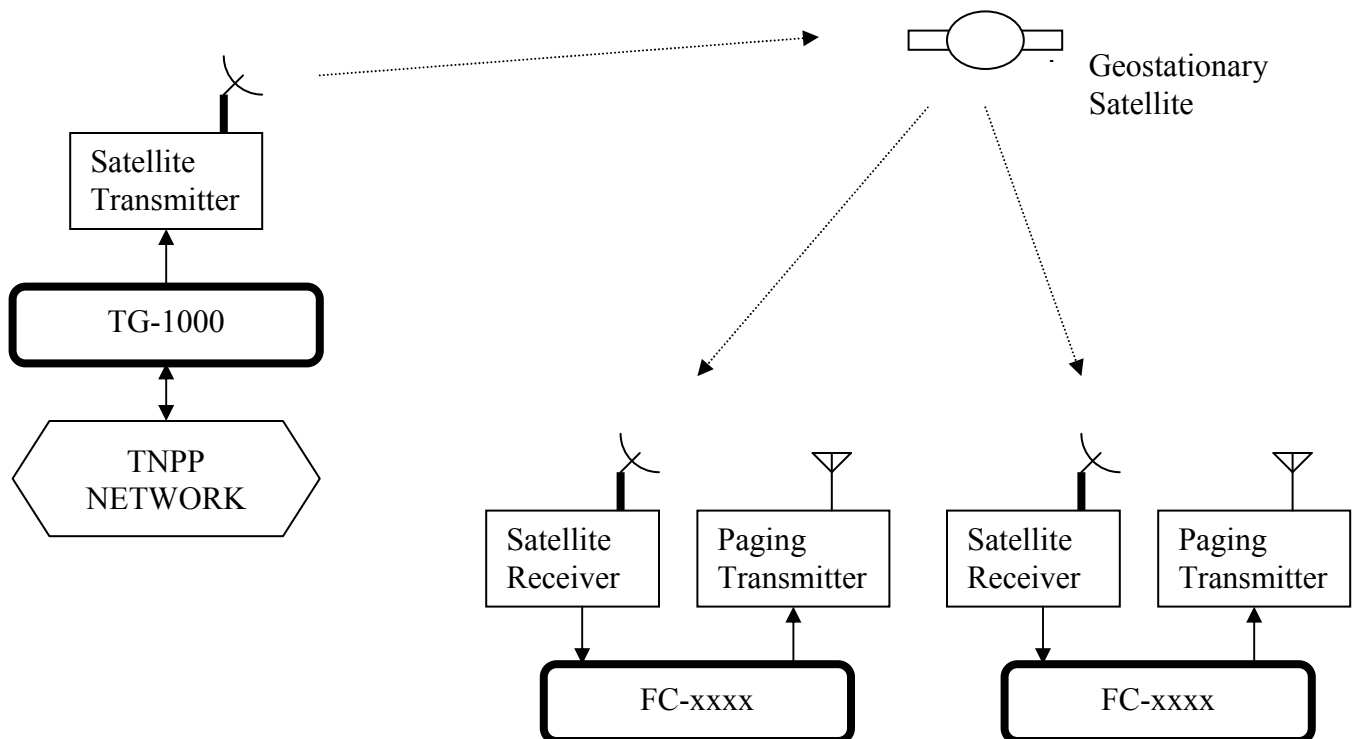 Geostationary
Satellite
Satellite
Transmitter
TG-1000
TNPP
NETWORK
Satellite
Receiver
Paging
Transmitter
Satellite
Receiver
Paging
Transmitter
FC-xxxx
FC-xxxx